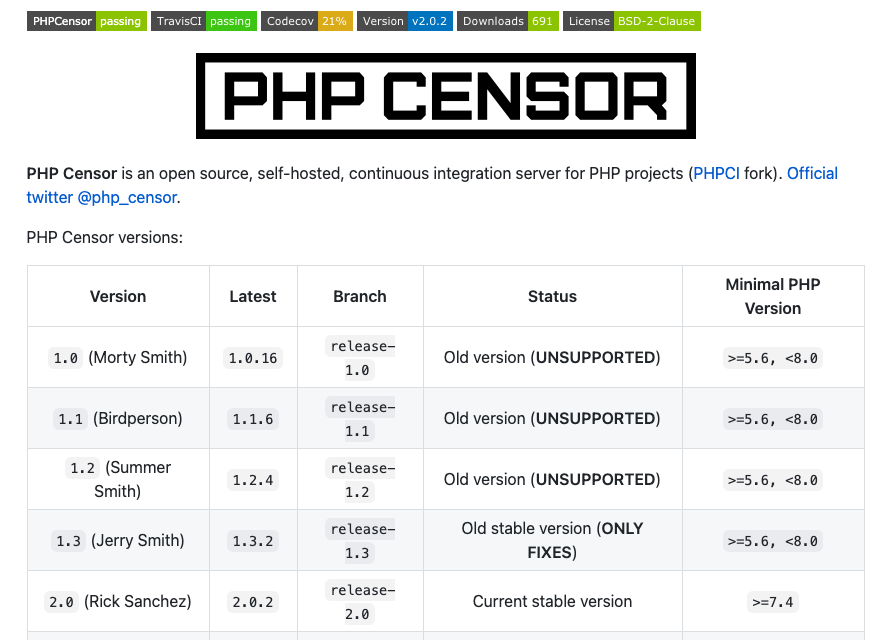 PHPCensor passing TravisCI passing Codecov 21% Version v2.0.2 Downloads 691 License BSD-2-Clause
PHP CENSOR
PHP Censor is an open source, self-hosted, continuous integration server for PHP projects (PHPCI fork). Official
twitter @php_censor.
PHP Censor versions:
Version Latest Branch Status Minimal PHP
Version
1.0 (Morty Smith) 1.0.16 release-
1.0 Old version (UNSUPPORTED) >=5.6, <8.0
1.1 (Birdperson) 1.1.6 release-
1.1 Old version (UNSUPPORTED) >=5.6, <8.0
1.2 (Summer
Smith) 1.2.4 release-
1.2 Old version (UNSUPPORTED) >=5.6, <8.0
1.3 (Jerry Smith) 1.3.2 release-
1.3 Old stable version (ONLY
FIXES) >=5.6, <8.0
2.0 (Rick Sanchez) 2.0.2 release-
2.0 Current stable version >=7.4